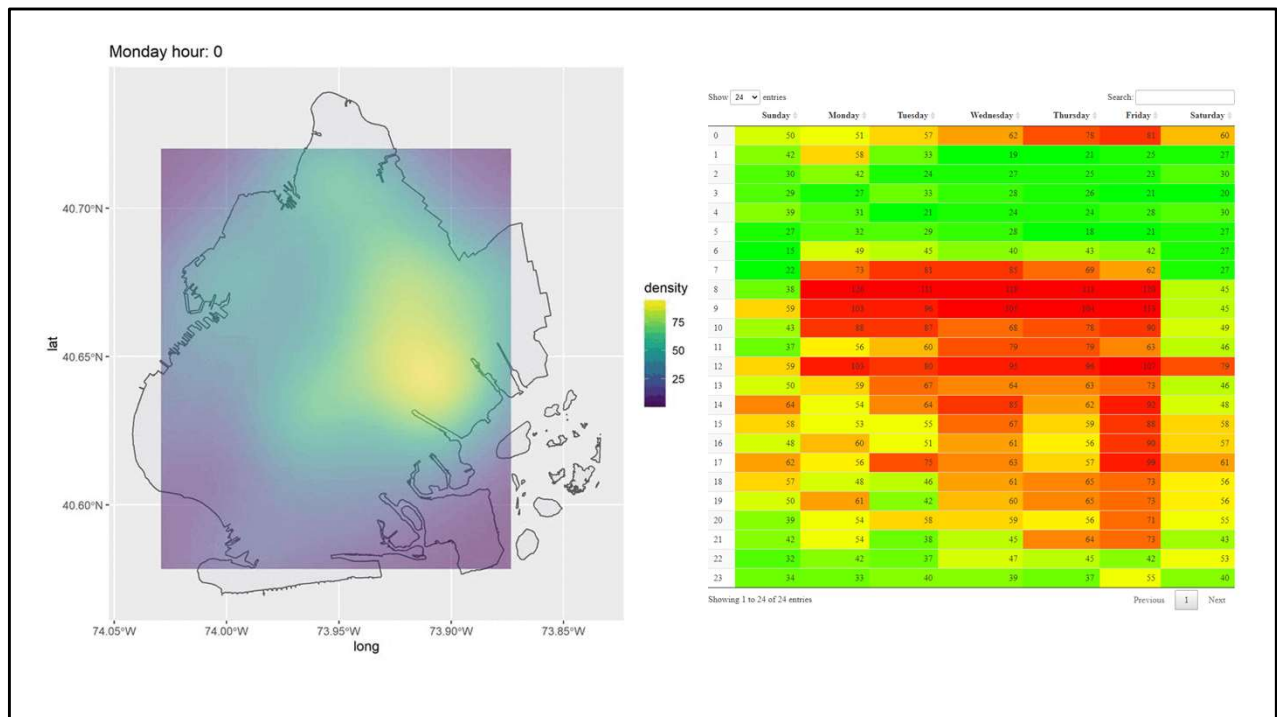 Monday hour: 0
40.70°N
40.65°N
40.60°N
lat
74.05°W 74.00°W 73.95°W 73.90°W 73.85°W
long
density
75
50
25
Show 24 entries Search:
Sunday Monday Tuesday Wednesday Thursday Friday Saturday
0 50 51 57 62 78 81 60
1 42 58 33 19 21 25 27
2 30 42 24 27 25 23 30
3 29 27 33 28 26 21 20
4 39 31 21 24 24 28 30
5 27 32 29 28 18 21 27
6 15 49 45 40 43 42 27
7 22 73 81 85 69 62 27
8 38 45
9 59 103 96 104 45
10 43 88 87 68 78 90 49
11 37 56 60 79 79 63 46
12 59 103 80 95 96 107 79
13 50 59 67 64 63 73 46
14 64 54 64 85 62 92 48
15 58 53 55 67 59 88 58
16 48 60 51 61 56 90 57
17 62 56 75 63 57 99 61
18 57 48 46 61 65 73 56
19 50 61 42 60 65 73 56
20 39 54 58 59 56 71 55
21 42 54 38 45 64 73 43
22 32 42 37 47 45 42 53
23 34 33 40 39 37 55 40
Showing 1 to 24 of 24 entries Previous 1 Next